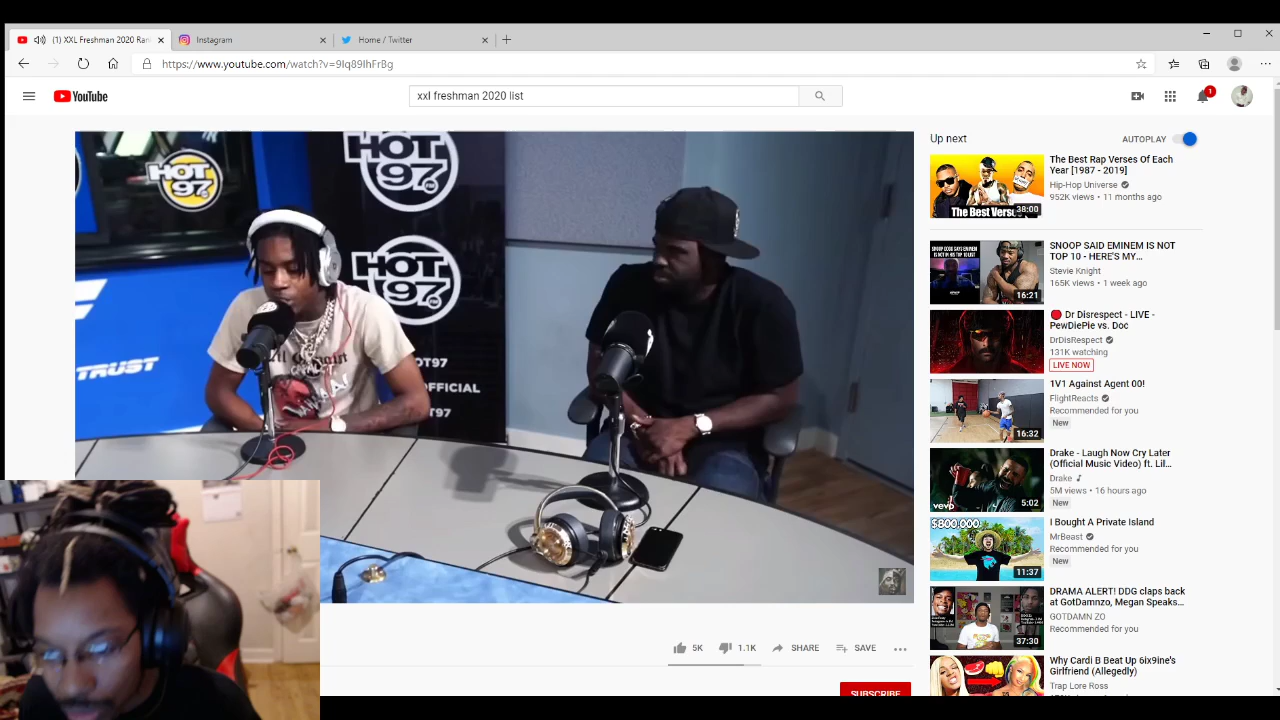 (1) XXL Freshman 2020 Ran
Instagram
Home / Twitter
https://www.youtube.com/watch?v=9Iq89IhFrBg
YouTube
xxl freshman 2020 list
1
HOT
97
HOT
97
FM
HOT
97
HOT97
OFFICIAL
T97
TRUST
Up next
AUTOPLAY
The Best Rap Verses Of Each
Year [1987 - 2019]
Hip-Hop Universe
952K views • 11 months ago
The Best Vers
38:00
SNOOP SAID EMINEM IS NOT
TOP 10 - HERE'S MY...
Stevie Knight
165K views • 1 week ago
16:21
Dr Disrespect - LIVE -
PewDiePie vs. Doc
DrDisRespect
131K watching
LIVE NOW
1V1 Against Agent 00!
FlightReacts
Recommended for you
New
16:32
Drake - Laugh Now Cry Later
(Official Music Video) ft. Lil...
Drake
5M views • 16 hours ago
New
vevo
5:02
I Bought A Private Island
MrBeast
Recommended for you
New
$800,000
11:37
DRAMA ALERT! DDG claps back
at GotDamnzo, Megan Speaks...
GOTDAMN ZO
Recommended for you
37:30
Why Cardi B Beat Up 6ix9ine's
Girlfriend (Allegedly)
Trap Lore Ross
5K
1.1K
SHARE
SAVE
SUBSCRIBE